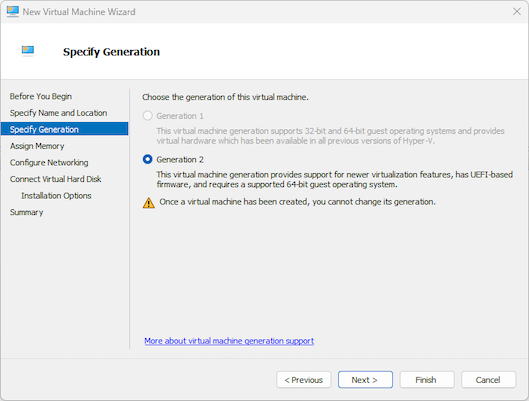 New Virtual Machine Wizard
Specify Generation
Before You Begin
Specify Name and Location
Specify Generation
Assign Memory
Configure Networking
Connect Virtual Hard Disk
Installation Options
Summary
Choose the generation of this virtual machine.
Generation 1
This virtual machine generation supports 32-bit and 64-bit guest operating systems and provides
virtual hardware which has been available in all previous versions of Hyper-V.
Generation 2
This virtual machine generation provides support for newer virtualization features, has UEFI-based
firmware, and requires a supported 64-bit guest operating system.
Once a virtual machine has been created, you cannot change its generation.
More about virtual machine generation support
< Previous
Next >
Finish
Cancel